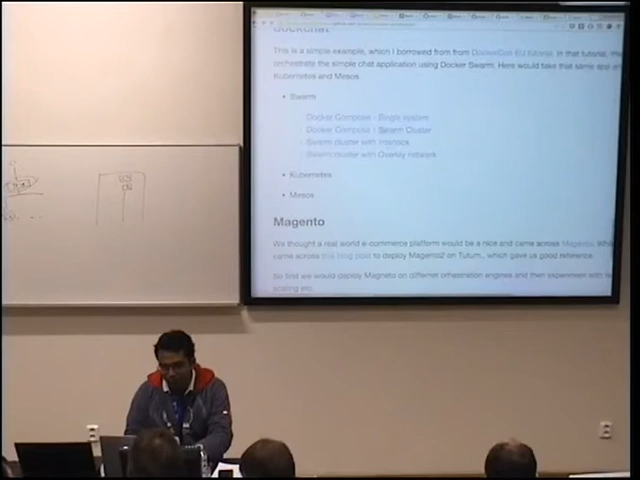 dockchat
This is a simple example, which I borrowed from from DockerCon EU tutorial. In that tutorial, the
orchestrate the simple chat application using Docker Swarm. Here would take that same app
Kubernetes and Mesos.
• Swarm
Docker Compose - Single system
Docker Compose - Swarm Cluster
Swarm cluster with
Swarm cluster with Overlay network
• Kubernetes
• Mesos
Magento
We thought a real world e-commerce platform would be a nice and came across Magento. While
came across this blog post to deploy Magento2 on Tutum, which gave us good reference.
So first we would deploy Magneto on different orchestration engines and then experiment with
scaling etc.